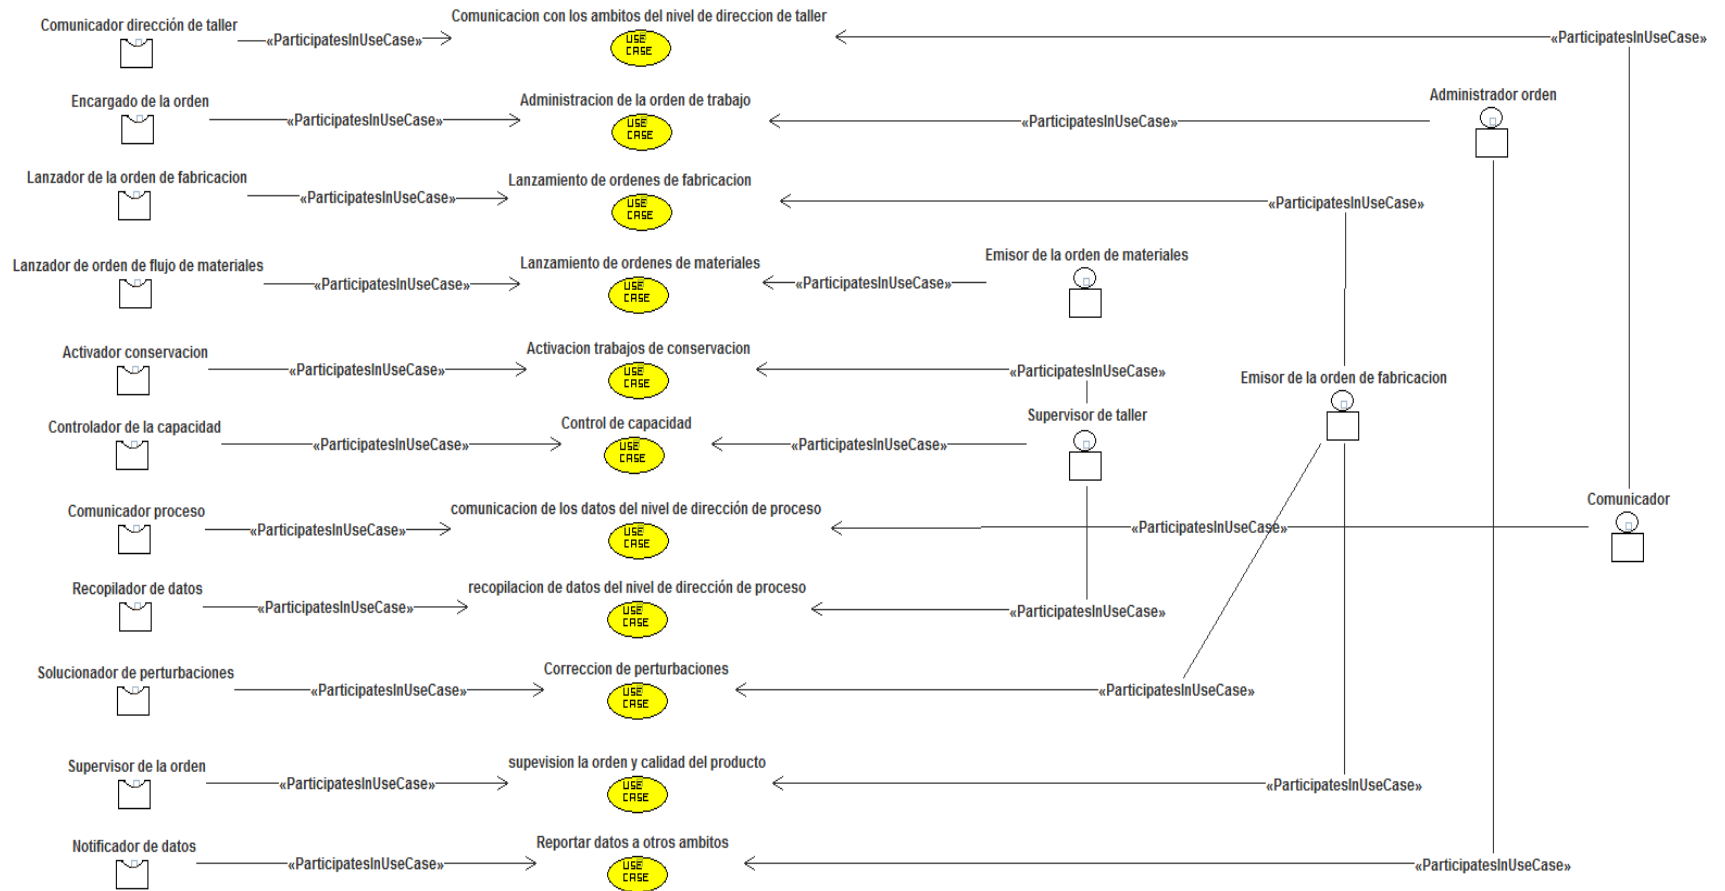 Comunicacion con los ambitos del nivel de direccion de taller
Comunicador dirección de taller
«ParticipatesInUseCase»
USE
CASE
«ParticipatesInUseCase»
Encargado de la orden
Administracion de la orden de trabajo
Administrador orden
«ParticipatesInUseCase»
USE
CASE
«ParticipatesInUseCase»
Lanzador de la orden de fabricacion
Lanzamiento de ordenes de fabricacion
«ParticipatesInUseCase»
USE
CASE
«ParticipatesInUseCase»
Lanzador de orden de flujo de materiales
Lanzamiento de ordenes de materiales
Emisor de la orden de materiales
«ParticipatesInUseCase»
USE
CASE
«ParticipatesInUseCase»
Activador conservacion
Activacion trabajos de conservacion
«ParticipatesInUseCase»
USE
CASE
«ParticipatesInUseCase»
Emisor de la orden de fabricacion
Controlador de la capacidad
Control de capacidad
Supervisor de taller
«ParticipatesInUseCase»
USE
CASE
«ParticipatesInUseCase»
Comunicador proceso
comunicacion de los datos del nivel de dirección de proceso
Comunicador
«ParticipatesInUseCase»
USE
CASE
«ParticipatesInUseCase»
Recopilador de datos
recopilacion de datos del nivel de dirección de proceso
«ParticipatesInUseCase»
USE
CASE
«ParticipatesInUseCase»
Solucionador de perturbaciones
Correccion de perturbaciones
«ParticipatesInUseCase»
USE
CASE
«ParticipatesInUseCase»
Supervisor de la orden
supevision la orden y calidad del producto
«ParticipatesInUseCase»
USE
CASE
«ParticipatesInUseCase»
Notificador de datos
Reportar datos a otros ambitos
«ParticipatesInUseCase»
USE
CASE
«ParticipatesInUseCase»